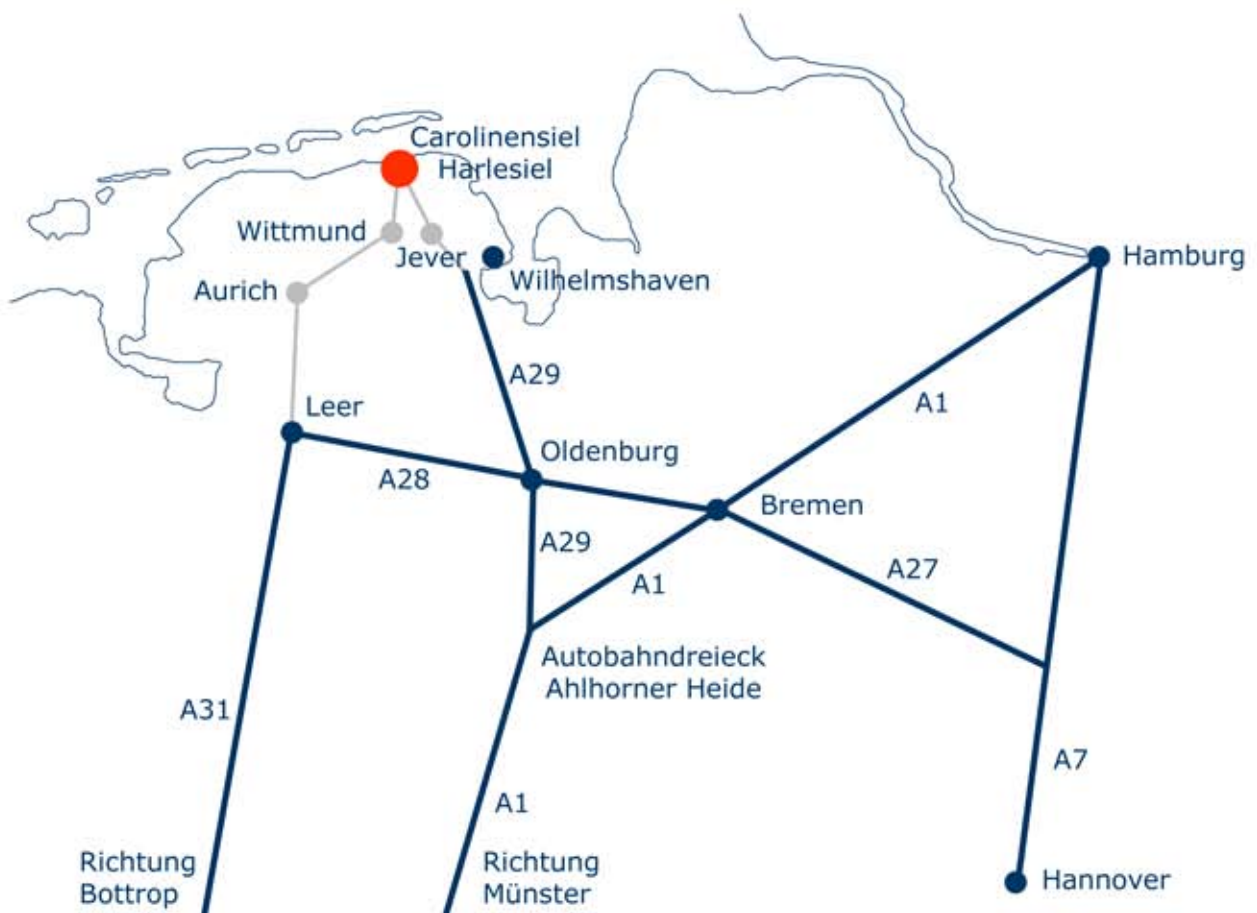 Carolinensiel
Harlesiel
Wittmund
Jever
Hamburg
Wilhelmshaven
Aurich
A29
A1
Leer
Oldenburg
A28
Bremen
A29
A27
A1
Autobahndreieck
Ahlhorner Heide
A31
A7
A1
Richtung
Bottrop
Richtung
Münster
Hannover